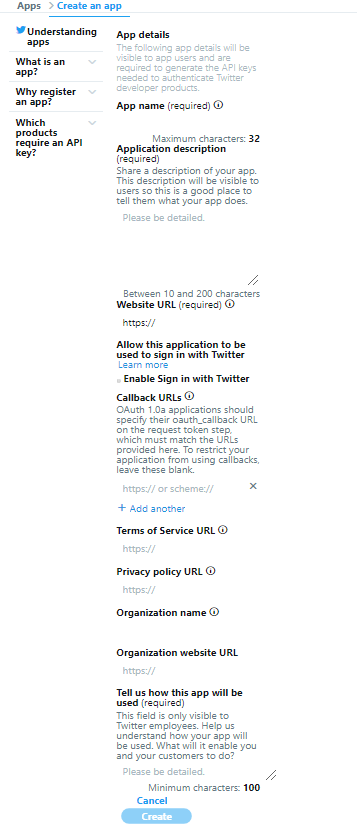 Apps > Create an app
Understanding
apps
What is an
app?
Why register
an app?
Which
products
require an API
key?
App details
The following app details will be
visible to app users and are
required to generate the API keys
needed to authenticate Twitter
developer products.
App name (required)
Maximum characters: 32
Application description
(required)
Share a description of your app.
This description will be visible to
users so this is a good place to
tell them what your app does.
Please be detailed.
Between 10 and 200 characters
Website URL (required)
https://
Allow this application to be
used to sign in with Twitter
Learn more
Enable Sign in with Twitter
Callback URLs
OAuth 1.0a applications should
specify their oauth_callback URL
on the request token step,
which must match the URLs
provided here. To restrict your
application from using callbacks,
leave these blank.
https:// or scheme://
+ Add another
Terms of Service URL
https://
Privacy policy URL
https://
Organization name
Organization website URL
https://
Tell us how this app will be
used (required)
This field is only visible to
Twitter employees. Help us
understand how your app will
be used. What will it enable you
and your customers to do?
Please be detailed.
Minimum characters: 100
Cancel
Create